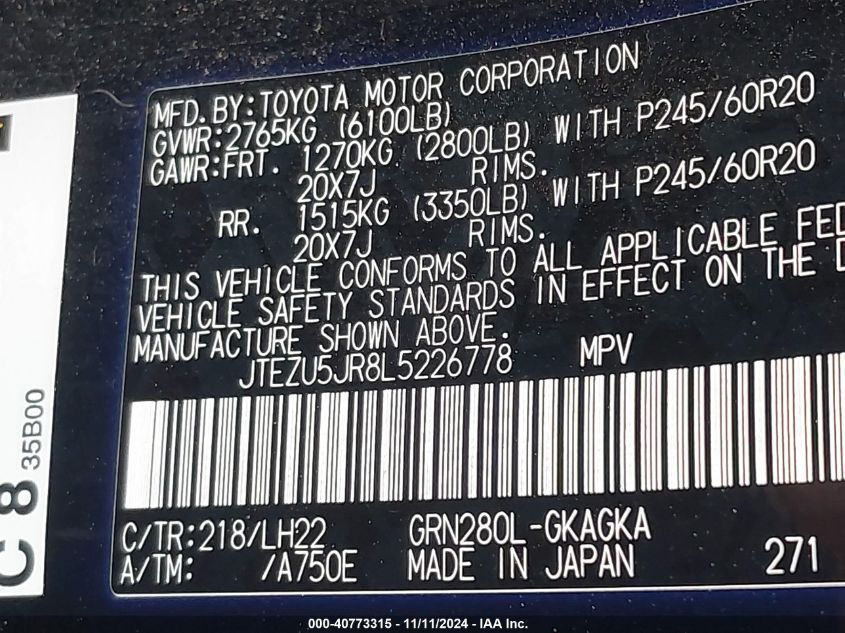 MFD.BY:TOYOTA MOTOR CORPORATION
GVWR:2765KG (6100LB)
GAWR:FRT. 1270KG (2800LB) WITH P245/60R20
20X7J RIMS.
RR. 1515KG (3350LB) WITH P245/60R20
20X7J RIMS.
THIS VEHICLE CONFORMS TO ALL APPLICABLE FED
VEHICLE SAFETY STANDARDS IN EFFECT ON THE D
MANUFACTURE SHOWN ABOVE.
JTEZU5JR8L5226778 MPV
C/TR:218/LH22 GRN280L-GKAGKA
A/TM: /A750E MADE IN JAPAN 271
C 8 35B00
000-40773315 - 11/11/2024 - IAA Inc.